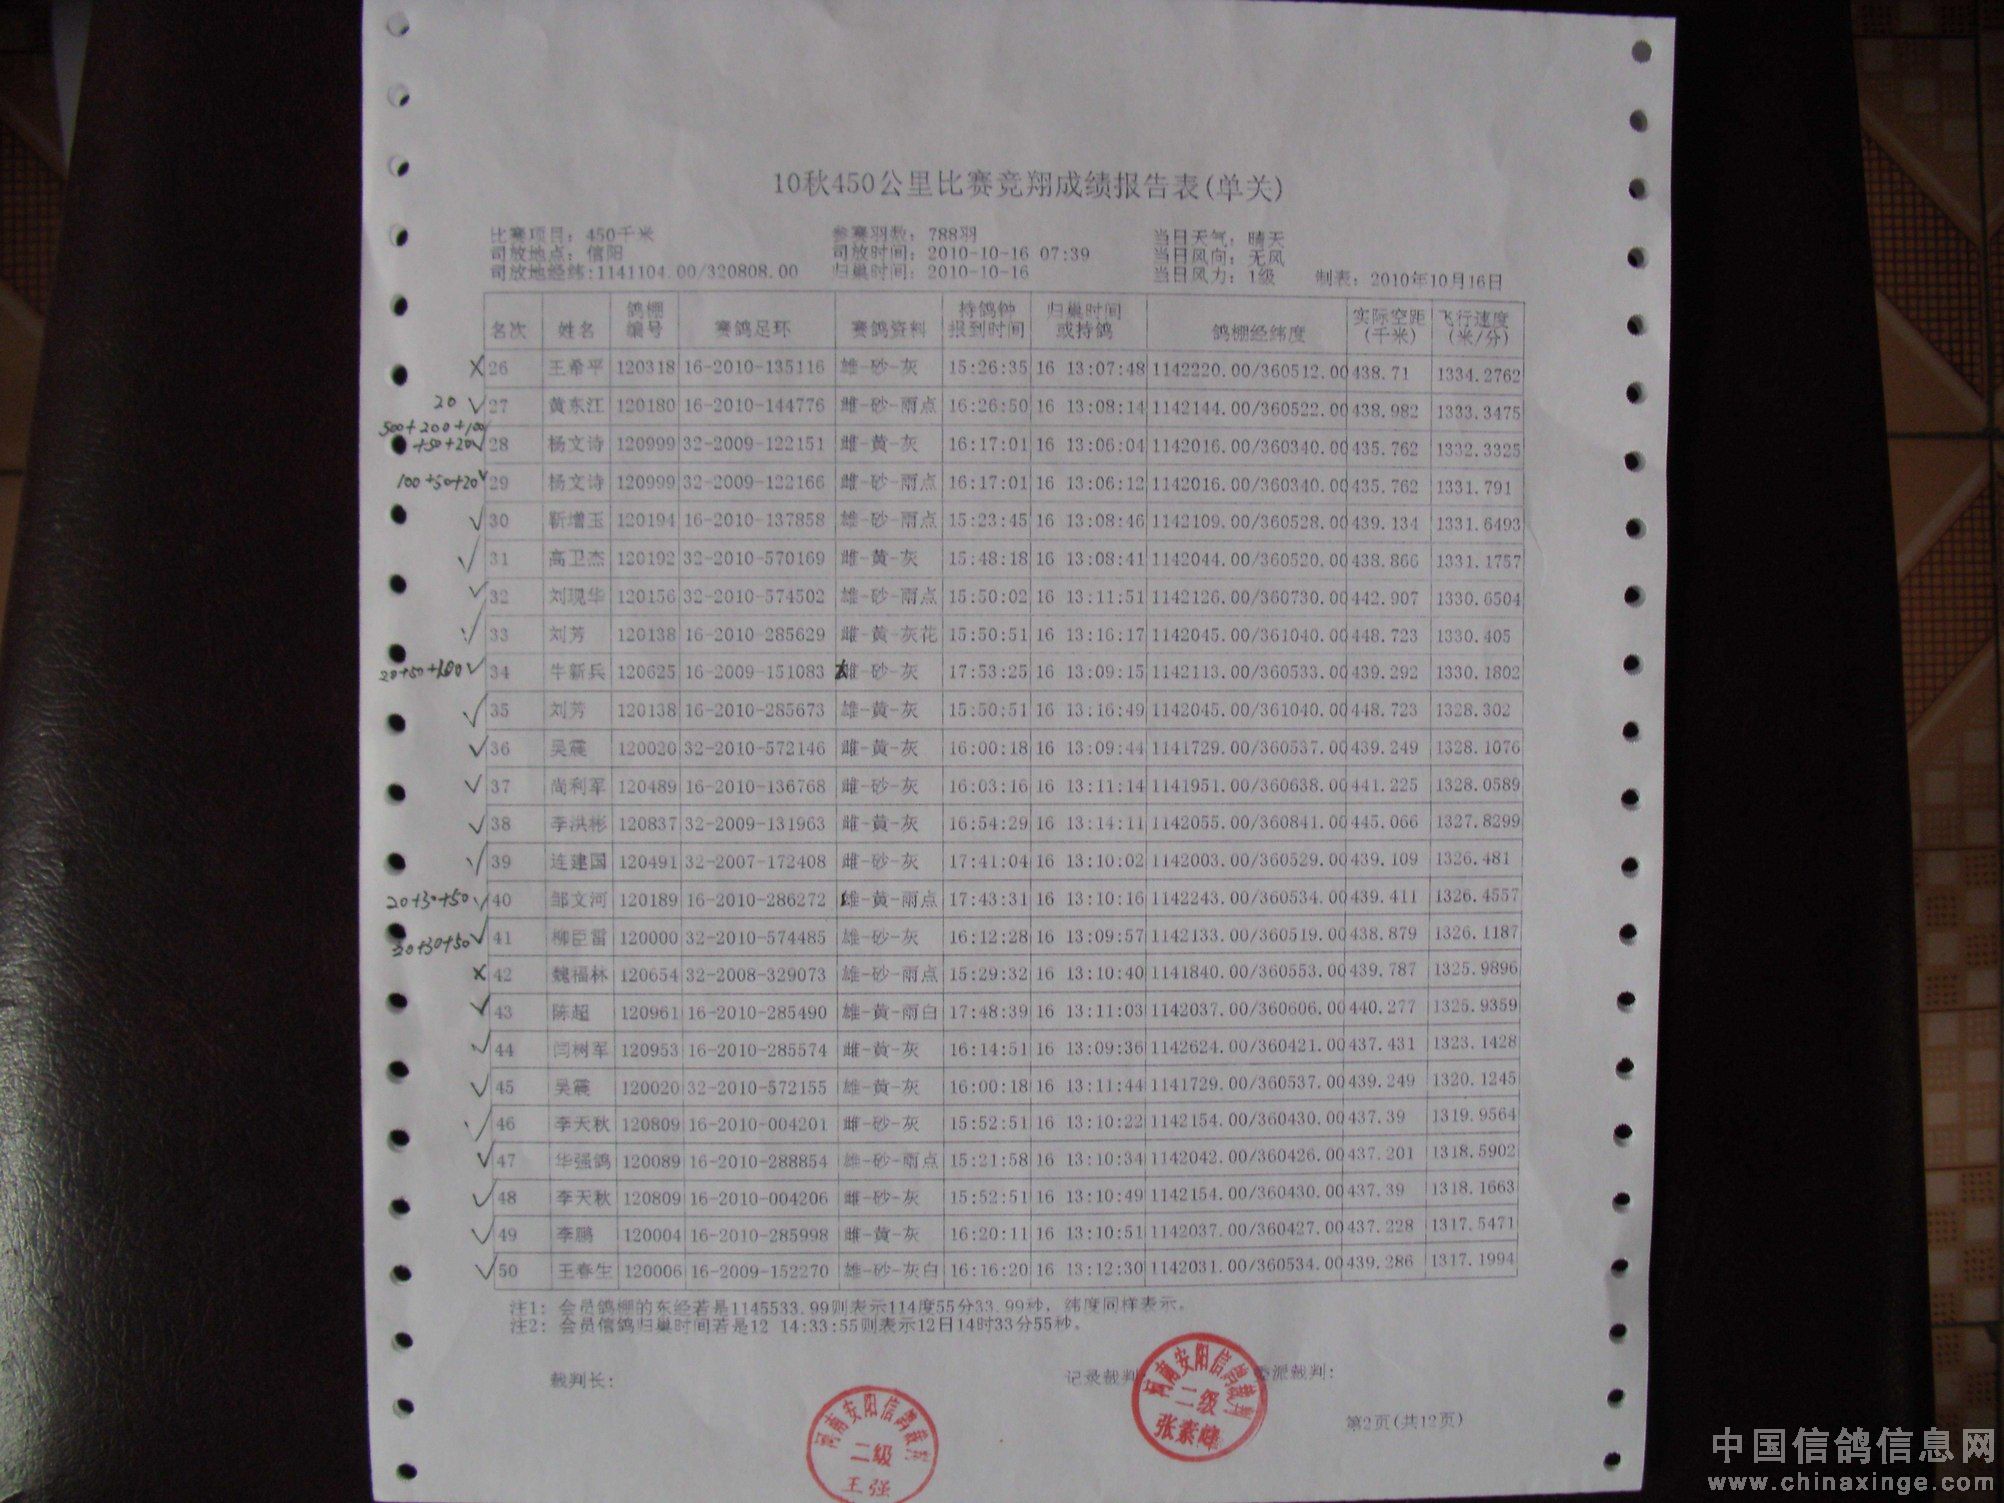 10秋450公里比赛竞翔成绩报告表(单关)
比赛项目: 450千米 参赛羽数: 788羽 当日天气: 晴天
司放地点: 信阳 司放时间: 2010-10-16 07:39 当日风向: 无风
司放地经纬:1141104.00/320808.00 归巢时间: 2010-10-16 当日风力: 1级 制表: 2010年10月16日
名次 姓名 鸽棚编号 赛鸽足环 赛鸽资料 持鸽钟报到时间 归巢时间或持鸽 鸽棚经纬度 实际空距(千米) 飞行速度(米/分)
× 26 王希平 120318 16-2010-135116 雄-砂-灰 15:26:35 16 13:07:48 1142220.00/360512.00 438.71 1334.2762
20 ✓ 27 黄东江 120180 16-2010-144776 雌-砂-雨点 16:26:50 16 13:08:14 1142144.00/360522.00 438.982 1333.3475
500+200+100
+50+20✓ 28 杨文诗 120999 32-2009-122151 雌-黄-灰 16:17:01 16 13:06:04 1142016.00/360340.00 435.762 1332.3325
100+50+20✓ 29 杨文诗 120999 32-2009-122166 雌-砂-雨点 16:17:01 16 13:06:12 1142016.00/360340.00 435.762 1331.791
✓ 30 靳增玉 120194 16-2010-137858 雄-砂-雨点 15:23:45 16 13:08:46 1142109.00/360528.00 439.134 1331.6493
✓ 31 高卫杰 120192 32-2010-570169 雌-黄-灰 15:48:18 16 13:08:41 1142044.00/360520.00 438.866 1331.1757
✓ 32 刘现华 120156 32-2010-574502 雄-砂-雨点 15:50:02 16 13:11:51 1142126.00/360730.00 442.907 1330.6504
✓ 33 刘芳 120138 16-2010-285629 雌-黄-灰花 15:50:51 16 13:16:17 1142045.00/361040.00 448.723 1330.405
20+50+100✓ 34 牛新兵 120625 16-2009-151083 雄-砂-灰 17:53:25 16 13:09:15 1142113.00/360533.00 439.292 1330.1802
✓ 35 刘芳 120138 16-2010-285673 雄-黄-灰 15:50:51 16 13:16:49 1142045.00/361040.00 448.723 1328.302
✓ 36 吴震 120020 32-2010-572146 雌-黄-灰 16:00:18 16 13:09:44 1141729.00/360537.00 439.249 1328.1076
✓ 37 尚利军 120489 16-2010-136768 雌-砂-灰 16:03:16 16 13:11:14 1141951.00/360638.00 441.225 1328.0589
✓ 38 李洪彬 120837 32-2009-131963 雌-黄-灰 16:54:29 16 13:14:11 1142055.00/360841.00 445.066 1327.8299
✓ 39 连建国 120491 32-2007-172408 雌-砂-灰 17:41:04 16 13:10:02 1142003.00/360529.00 439.109 1326.481
20+30+50 ✓ 40 邹文河 120189 16-2010-286272 雄-黄-雨点 17:43:31 16 13:10:16 1142243.00/360534.00 439.411 1326.4557
20+30+50✓ 41 柳臣雷 120000 32-2010-574485 雄-砂-灰 16:12:28 16 13:09:57 1142133.00/360519.00 438.879 1326.1187
× 42 魏福林 120654 32-2008-329073 雄-砂-雨点 15:29:32 16 13:10:40 1141840.00/360553.00 439.787 1325.9896
✓ 43 陈超 120961 16-2010-285490 雄-黄-雨白 17:48:39 16 13:11:03 1142037.00/360606.00 440.277 1325.9359
✓ 44 闫树军 120953 16-2010-285574 雌-黄-灰 16:14:51 16 13:09:36 1142624.00/360421.00 437.431 1323.1428
✓ 45 吴震 120020 32-2010-572155 雄-黄-灰 16:00:18 16 13:11:44 1141729.00/360537.00 439.249 1320.1245
✓ 46 李天秋 120809 16-2010-004201 雌-砂-灰 15:52:51 16 13:10:22 1142154.00/360430.00 437.39 1319.9564
✓ 47 华强鸽 120089 16-2010-288854 雄-砂-雨点 15:21:58 16 13:10:34 1142042.00/360426.00 437.201 1318.5902
✓ 48 李天秋 120809 16-2010-004206 雌-砂-灰 15:52:51 16 13:10:49 1142154.00/360430.00 437.39 1318.1663
✓ 49 李鹏 120004 16-2010-285998 雌-黄-灰 16:20:11 16 13:10:51 1142037.00/360427.00 437.228 1317.5471
✓ 50 王春生 120006 16-2009-152270 雄-砂-灰白 16:16:20 16 13:12:30 1142031.00/360534.00 439.286 1317.1994
注1: 会员鸽棚的东经若是1145533.99则表示114度55分33.99秒, 纬度同样表示。
注2: 会员信鸽归巢时间若是12 14:33:55则表示12日14时33分55秒。
裁判长: 记录裁判 派裁判:
河南安阳信鸽裁判
二级
张素峰
河南安阳信鸽裁判
二级
王强
第2页(共12页)
中国信鸽信息网
www.chinaxinge.com